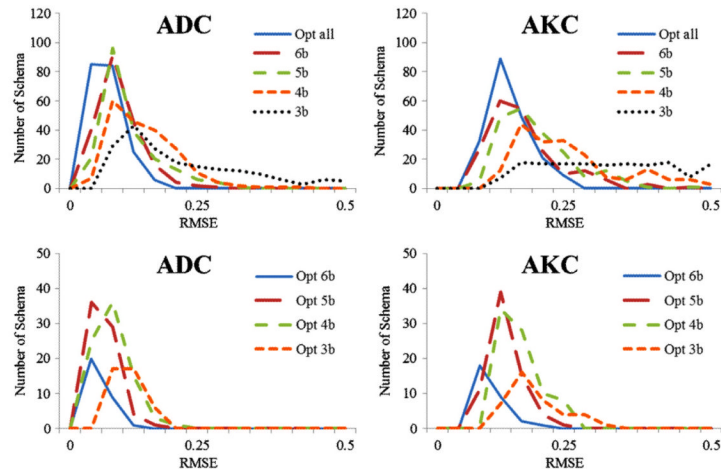 ADC
120
100
80
60
40
20
0
Number of Schema
Opt all
6b
5b
4b
3b
0
0.25
0.5
RMSE
AKC
120
100
80
60
40
20
0
Number of Schema
Opt all
6b
5b
4b
3b
0
0.25
0.5
RMSE
ADC
50
40
30
20
10
0
Number of Schema
Opt 6b
Opt 5b
Opt 4b
Opt 3b
0
0.25
0.5
RMSE
AKC
50
40
30
20
10
0
Number of Schema
Opt 6b
Opt 5b
Opt 4b
Opt 3b
0
0.25
0.5
RMSE